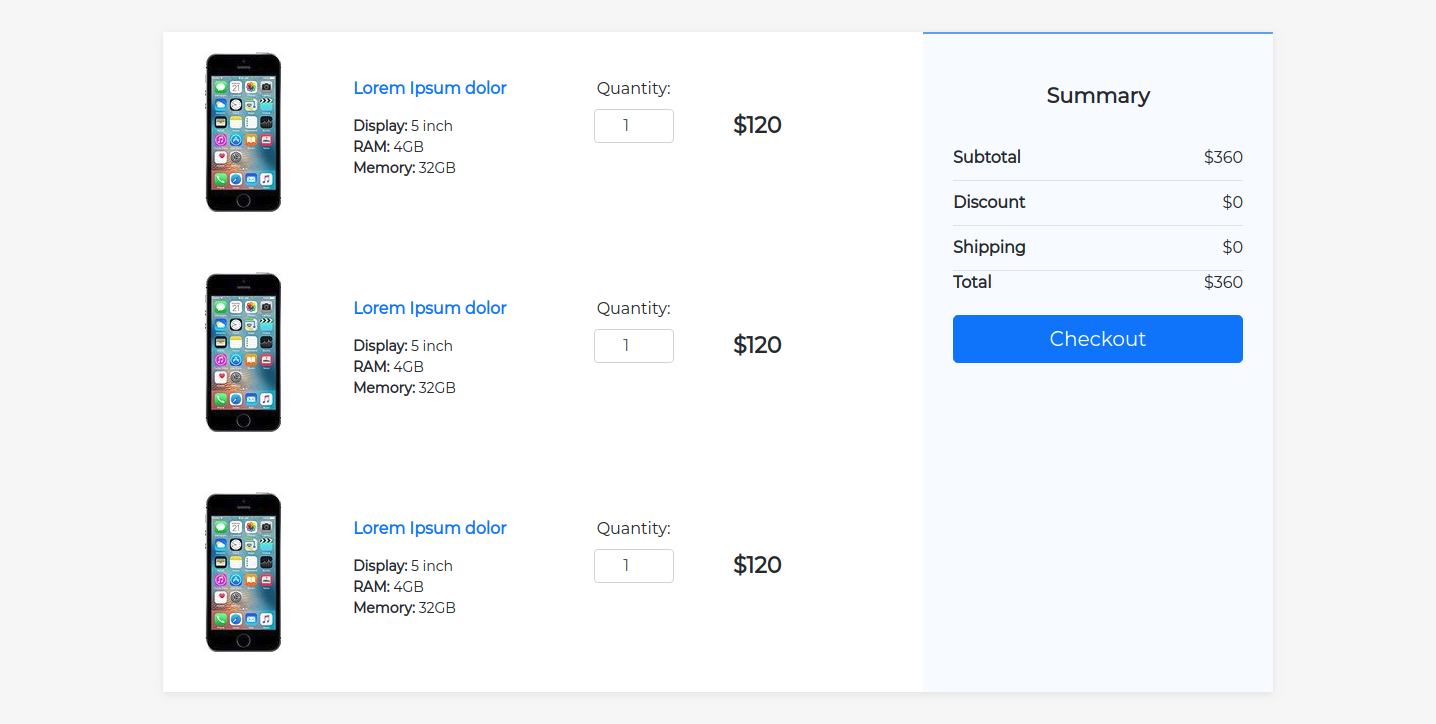 Lorem Ipsum dolor
Display: 5 inch
RAM: 4GB
Memory: 32GB
Quantity:
1
$120
Lorem Ipsum dolor
Display: 5 inch
RAM: 4GB
Memory: 32GB
Quantity:
1
$120
Lorem Ipsum dolor
Display: 5 inch
RAM: 4GB
Memory: 32GB
Quantity:
1
$120
Summary
Subtotal $360
Discount $0
Shipping $0
Total $360
Checkout